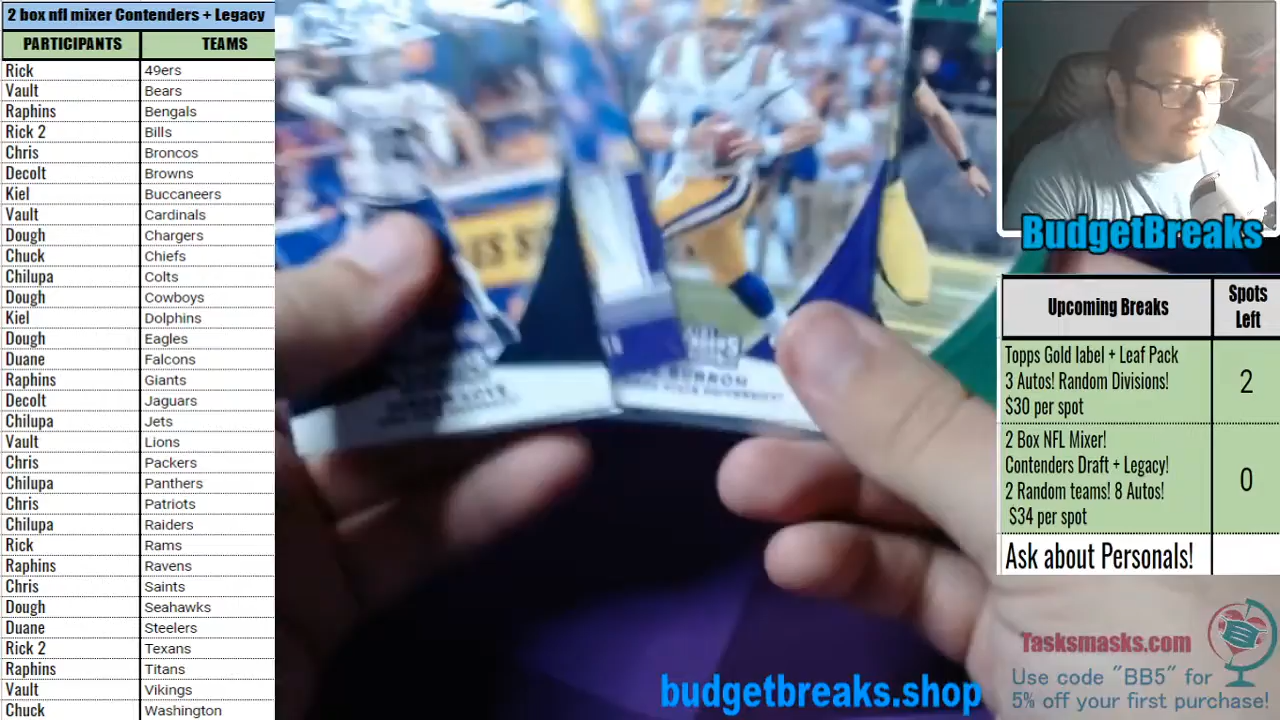 2 box nfl mixer Contenders + Legacy
PARTICIPANTS TEAMS
Rick 49ers
Vault Bears
Raphins Bengals
Rick 2 Bills
Chris Broncos
Decolt Browns
Kiel Buccaneers
Vault Cardinals
Dough Chargers
Chuck Chiefs
Chilupa Colts
Dough Cowboys
Kiel Dolphins
Dough Eagles
Duane Falcons
Raphins Giants
Decolt Jaguars
Chilupa Jets
Vault Lions
Chris Packers
Chilupa Panthers
Chris Patriots
Chilupa Raiders
Rick Rams
Raphins Ravens
Chris Saints
Dough Seahawks
Duane Steelers
Rick 2 Texans
Raphins Titans
Vault Vikings
Chuck Washington
BudgetBreaks
Upcoming Breaks Spots Left
Topps Gold label + Leaf Pack
3 Autos! Random Divisions!
$30 per spot
2
2 Box NFL Mixer!
Contenders Draft + Legacy!
2 Random teams! 8 Autos!
$34 per spot
0
Ask about Personals!
Tasksmasks.com
Use code "BB5" for
5% off your first purchase!
budgetbreaks.shop